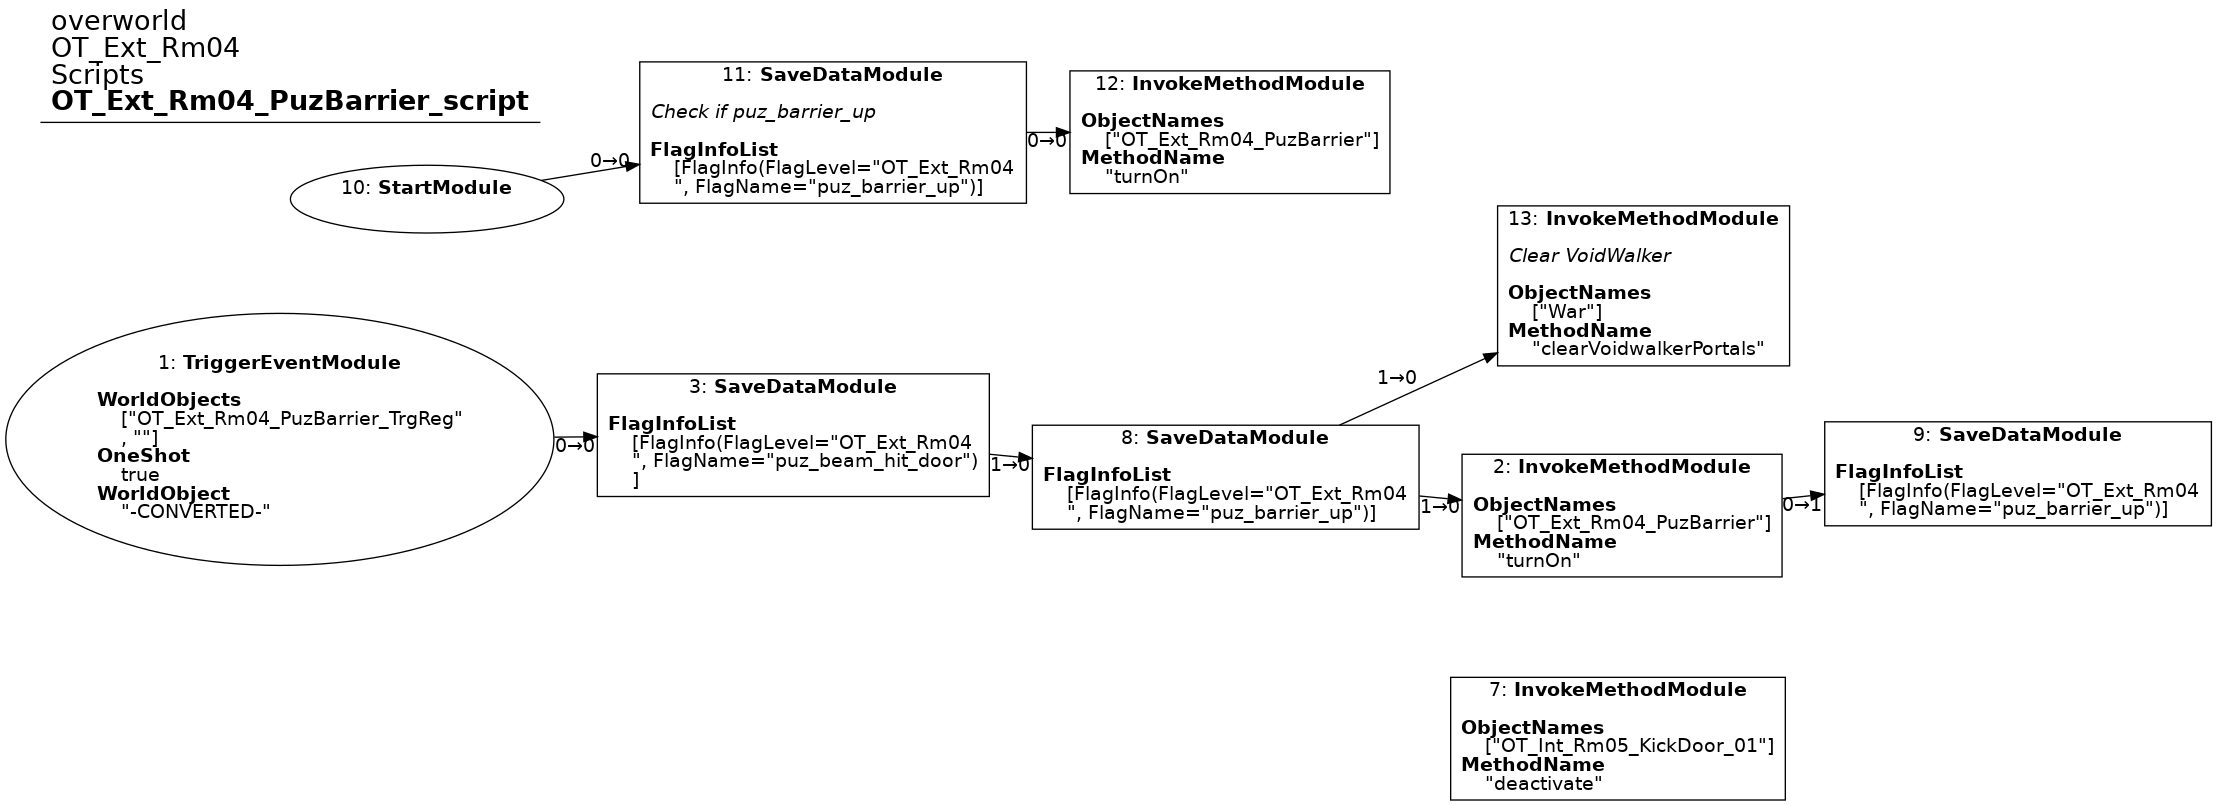 overworld
OT_Ext_Rm04
Scripts
OT_Ext_Rm04_PuzBarrier_script
10: StartModule
0→0
11: SaveDataModule
Check if puz_barrier_up
FlagInfoList
[FlagInfo(FlagLevel="OT_Ext_Rm04
", FlagName="puz_barrier_up")]
0→0
12: InvokeMethodModule
ObjectNames
["OT_Ext_Rm04_PuzBarrier"]
MethodName
"turnOn"
1: TriggerEventModule
WorldObjects
["OT_Ext_Rm04_PuzBarrier_TrgReg"
, ""]
OneShot
true
WorldObject
"-CONVERTED-"
0→0
3: SaveDataModule
FlagInfoList
[FlagInfo(FlagLevel="OT_Ext_Rm04
", FlagName="puz_beam_hit_door")
]
1→0
8: SaveDataModule
FlagInfoList
[FlagInfo(FlagLevel="OT_Ext_Rm04
", FlagName="puz_barrier_up")]
1→0
13: InvokeMethodModule
Clear VoidWalker
ObjectNames
["War"]
MethodName
"clearVoidwalkerPortals"
1→0
2: InvokeMethodModule
ObjectNames
["OT_Ext_Rm04_PuzBarrier"]
MethodName
"turnOn"
0→1
9: SaveDataModule
FlagInfoList
[FlagInfo(FlagLevel="OT_Ext_Rm04
", FlagName="puz_barrier_up")]
7: InvokeMethodModule
ObjectNames
["OT_Int_Rm05_KickDoor_01"]
MethodName
"deactivate"